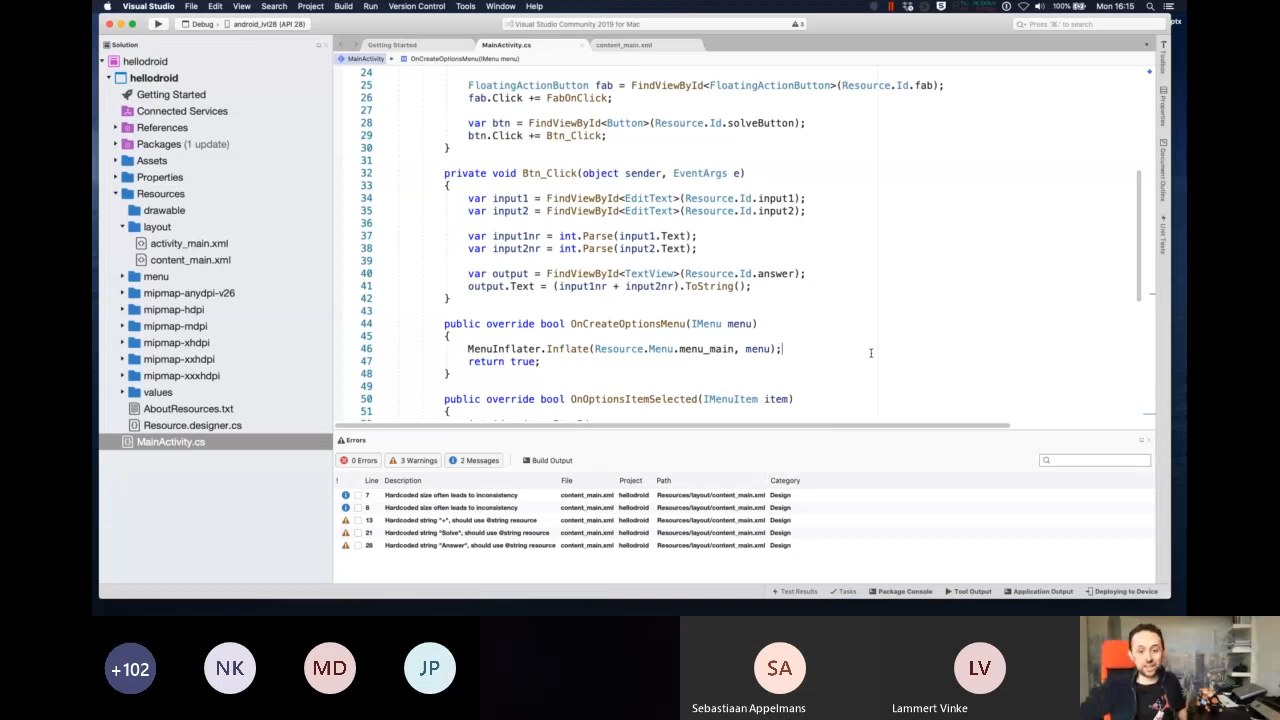 Visual Studio File Edit View Search Project Build Run Version Control Tools Window Help 100% Mon 16:15
Debug › android_lvl28 (API 28) Visual Studio Community 2019 for Mac 3 Press '⌘.' to search
Solution Getting Started MainActivity.cs content_main.xml
MainActivity OnCreateOptionsMenu(IMenu menu)
hellodroid
hellodroid
Getting Started
Connected Services
References
Packages (1 update)
Assets
Properties
Resources
drawable
layout
activity_main.xml
content_main.xml
menu
mipmap-anydpi-v26
mipmap-hdpi
mipmap-mdpi
mipmap-xhdpi
mipmap-xxhdpi
mipmap-xxxhdpi
values
AboutResources.txt
Resource.designer.cs
MainActivity.cs
24
25 FloatingActionButton fab = FindViewById<FloatingActionButton>(Resource.Id.fab);
26 fab.Click += FabOnClick;
27
28 var btn = FindViewById<Button>(Resource.Id.solveButton);
29 btn.Click += Btn_Click;
30 }
31
32 private void Btn_Click(object sender, EventArgs e)
33 {
34 var input1 = FindViewById<EditText>(Resource.Id.input1);
35 var input2 = FindViewById<EditText>(Resource.Id.input2);
36
37 var input1nr = int.Parse(input1.Text);
38 var input2nr = int.Parse(input2.Text);
39
40 var output = FindViewById<TextView>(Resource.Id.answer);
41 output.Text = (input1nr + input2nr).ToString();
42 }
43
44 public override bool OnCreateOptionsMenu(IMenu menu)
45 {
46 MenuInflater.Inflate(Resource.Menu.menu_main, menu);
47 return true;
48 }
49
50 public override bool OnOptionsItemSelected(IMenuItem item)
51 {
Toolbox
Properties
Document Outline
Unit Tests
Errors
0 Errors 3 Warnings 2 Messages Build Output
! Line Description File Project Path Category
7 Hardcoded size often leads to inconsistency content_main.xml hellodroid Resources/layout/content_main.xml Design
8 Hardcoded size often leads to inconsistency content_main.xml hellodroid Resources/layout/content_main.xml Design
13 Hardcoded string "+", should use @string resource content_main.xml hellodroid Resources/layout/content_main.xml Design
21 Hardcoded string "Solve", should use @string resource content_main.xml hellodroid Resources/layout/content_main.xml Design
28 Hardcoded string "Answer", should use @string resource content_main.xml hellodroid Resources/layout/content_main.xml Design
Test Results Tasks Package Console Tool Output Application Output Deploying to Device
+102 NK MD JP SA LV
Sebastiaan Appelmans Lammert Vinke